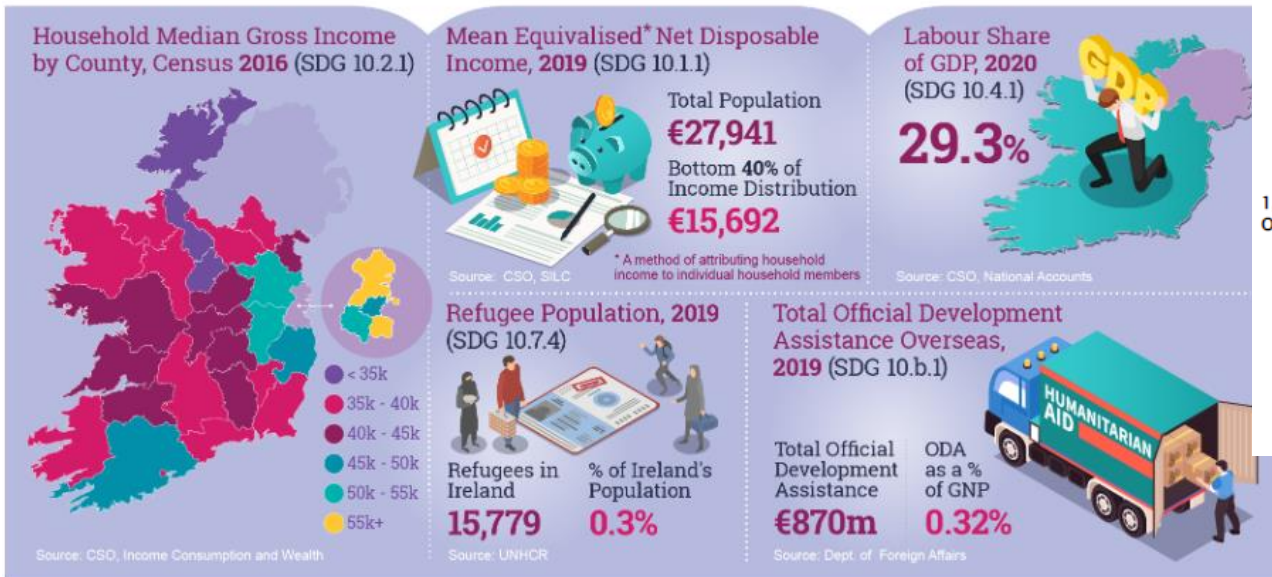 Household Median Gross Income
by County, Census 2016 (SDG 10.2.1)
< 35k
35k - 40k
40k - 45k
45k - 50k
50k - 55k
55k+
Source: CSO, Income Consumption and Wealth
Mean Equivalised* Net Disposable
Income, 2019 (SDG 10.1.1)
Total Population
€27,941
Bottom 40% of
Income Distribution
€15,692
* A method of attributing household
income to individual household members
Source: CSO, SILC
Labour Share
of GDP, 2020
(SDG 10.4.1)
29.3%
GDP
Source: CSO, National Accounts
Refugee Population, 2019
(SDG 10.7.4)
Refugees in
Ireland
15,779
% of Ireland's
Population
0.3%
Source: UNHCR
Total Official Development
Assistance Overseas,
2019 (SDG 10.b.1)
HUMANITARIAN
AID
Total Official
Development
Assistance
€870m
ODA
as a %
of GNP
0.32%
Source: Dept. of Foreign Affairs
1